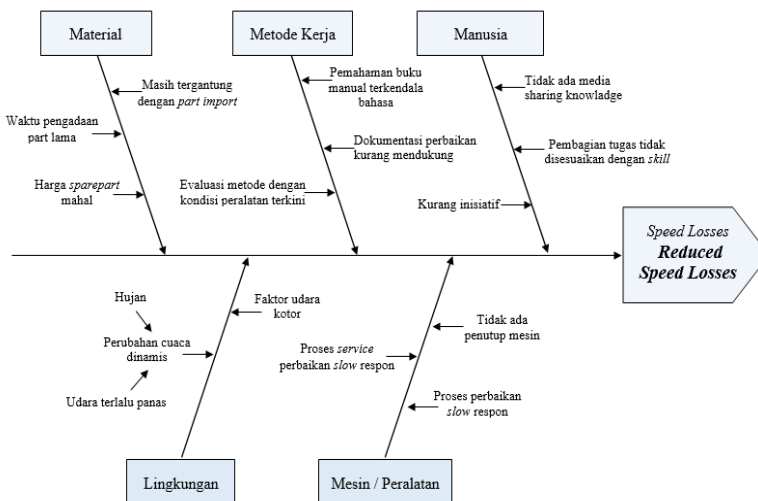 Material
Metode Kerja
Manusia
Masih tergantung
dengan part import
Waktu pengadaan
part lama
Harga sparepart
mahal
Pemahaman buku
manual terkendala
bahasa
Dokumentasi perbaikan
kurang mendukung
Evaluasi metode dengan
kondisi peralatan terkini
Tidak ada media
sharing knowladge
Pembagian tugas tidak
disesuaikan dengan skill
Kurang inisiatif
Speed Losses
Reduced
Speed Losses
Hujan
Perubahan cuaca
dinamis
Udara terlalu panas
Faktor udara
kotor
Tidak ada
penutup mesin
Proses service
perbaikan slow respon
Proses perbaikan
slow respon
Lingkungan
Mesin / Peralatan